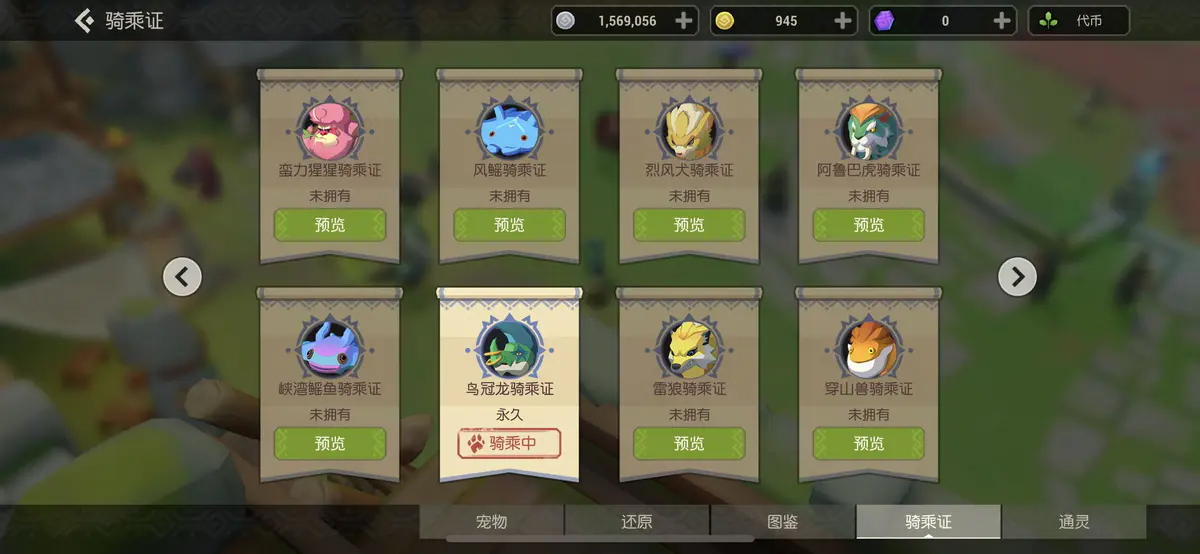 骑乘证
1,569,056
945
0
代币
蛮力猩猩骑乘证
未拥有
预览
风鳐骑乘证
未拥有
预览
烈风犬骑乘证
未拥有
预览
阿鲁巴虎骑乘证
未拥有
预览
峡湾鳐鱼骑乘证
未拥有
预览
鸟冠龙骑乘证
永久
骑乘中
雷狼骑乘证
未拥有
预览
穿山兽骑乘证
未拥有
预览
宠物
还原
图鉴
骑乘证
通灵